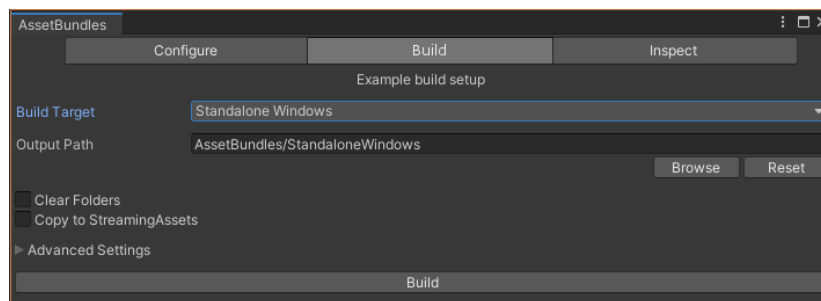 AssetBundles
Configure Build Inspect
Example build setup
Build Target Standalone Windows
Output Path AssetBundles/StandaloneWindows
Browse Reset
Clear Folders
Copy to StreamingAssets
Advanced Settings
Build